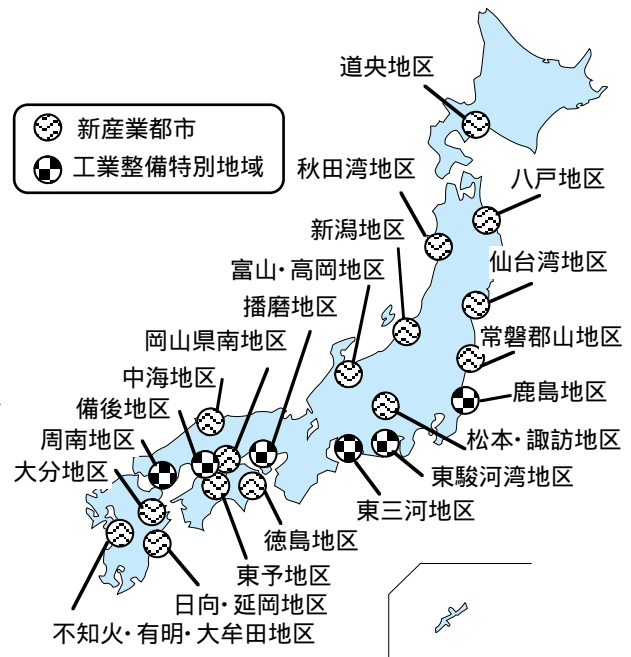 道央地区
新産業都市
工業整備特別地域
秋田湾地区
八戸地区
新潟地区
仙台湾地区
富山・高岡地区
播磨地区
岡山県南地区
常磐郡山地区
中海地区
鹿島地区
備後地区
周南地区
松本・諏訪地区
大分地区
東駿河湾地区
東三河地区
徳島地区
東予地区
日向・延岡地区
不知火・有明・大牟田地区